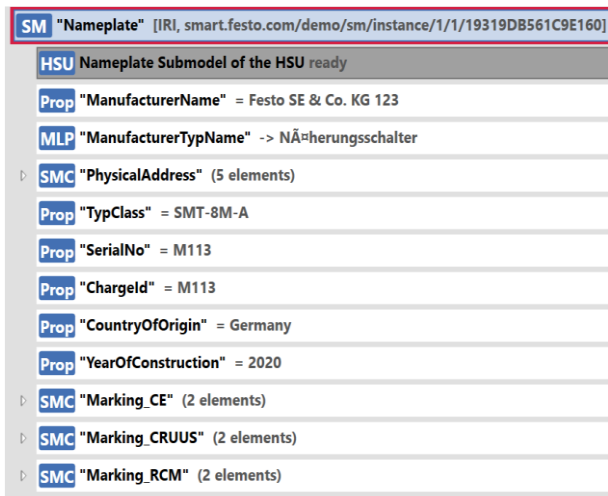 SM "Nameplate" [IRI, smart.festo.com/demo/sm/instance/1/1/19319DB561C9E160]
HSU Nameplate Submodel of the HSU ready
Prop "ManufacturerName" = Festo SE & Co. KG 123
MLP "ManufacturerTypName" -> NÃ¤herungsschalter
SMC "PhysicalAddress" (5 elements)
Prop "TypClass" = SMT-8M-A
Prop "SerialNo" = M113
Prop "ChargeId" = M113
Prop "CountryOfOrigin" = Germany
Prop "YearOfConstruction" = 2020
SMC "Marking_CE" (2 elements)
SMC "Marking_CRUUS" (2 elements)
SMC "Marking_RCM" (2 elements)